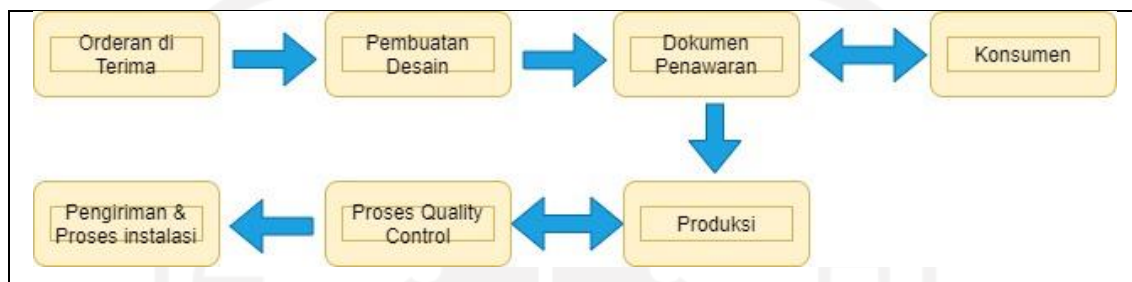 Orderan di
Terima
Pembuatan
Desain
Dokumen
Penawaran
Konsumen
Pengiriman &
Proses instalasi
Proses Quality
Control
Produksi